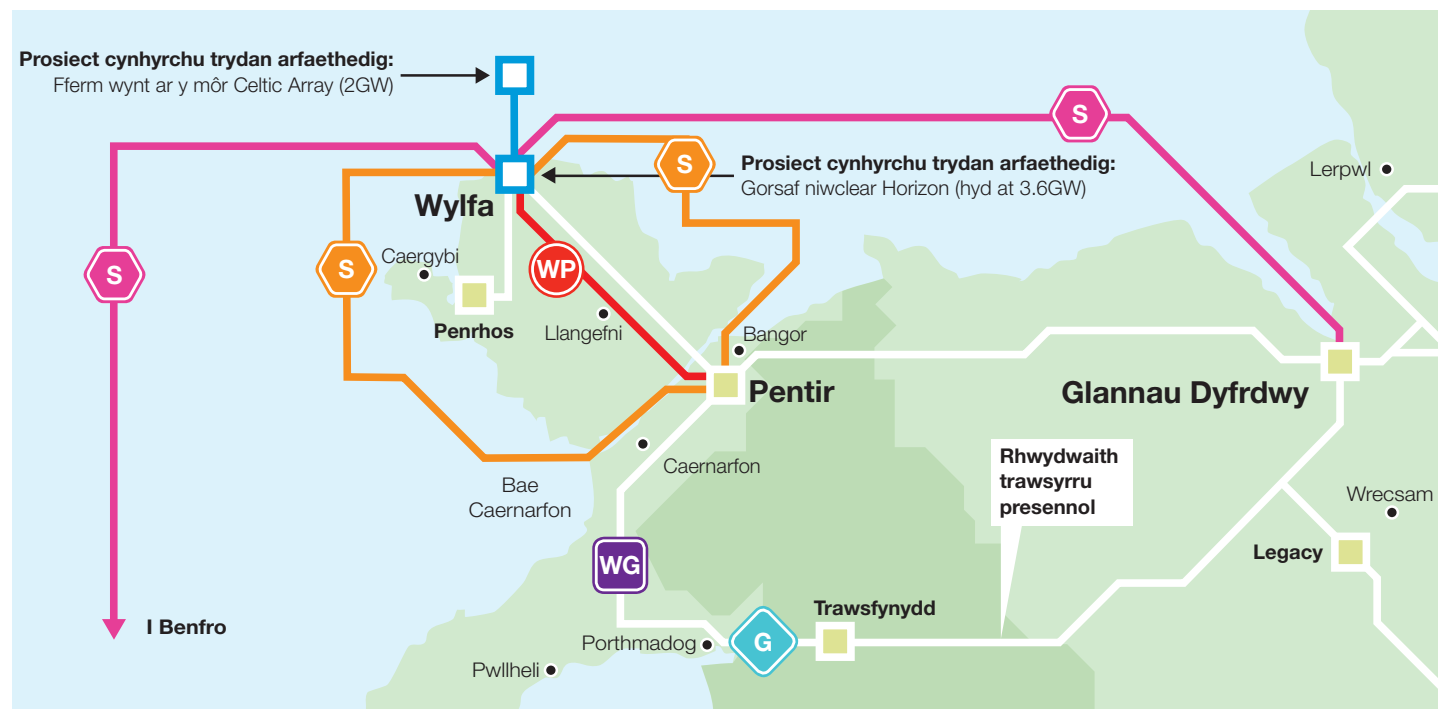 Prosiect cynhyrchu trydan arfaethedig:
Fferm wynt ar y môr Celtic Array (2GW)
S
S
Prosiect cynhyrchu trydan arfaethedig:
Gorsaf niwclear Horizon (hyd at 3.6GW)
Lerpwl
Wylfa
Caergybi
S
S
WP
Penrhos
Llangefni
Bangor
Pentir
Glannau Dyfrdwy
Caernarfon
Bae
Caernarfon
Rhwydwaith
trawsyrru
presennol
Wrecsam
Legacy
WG
I Benfro
Trawsfynydd
Porthmadog
G
Pwllheli